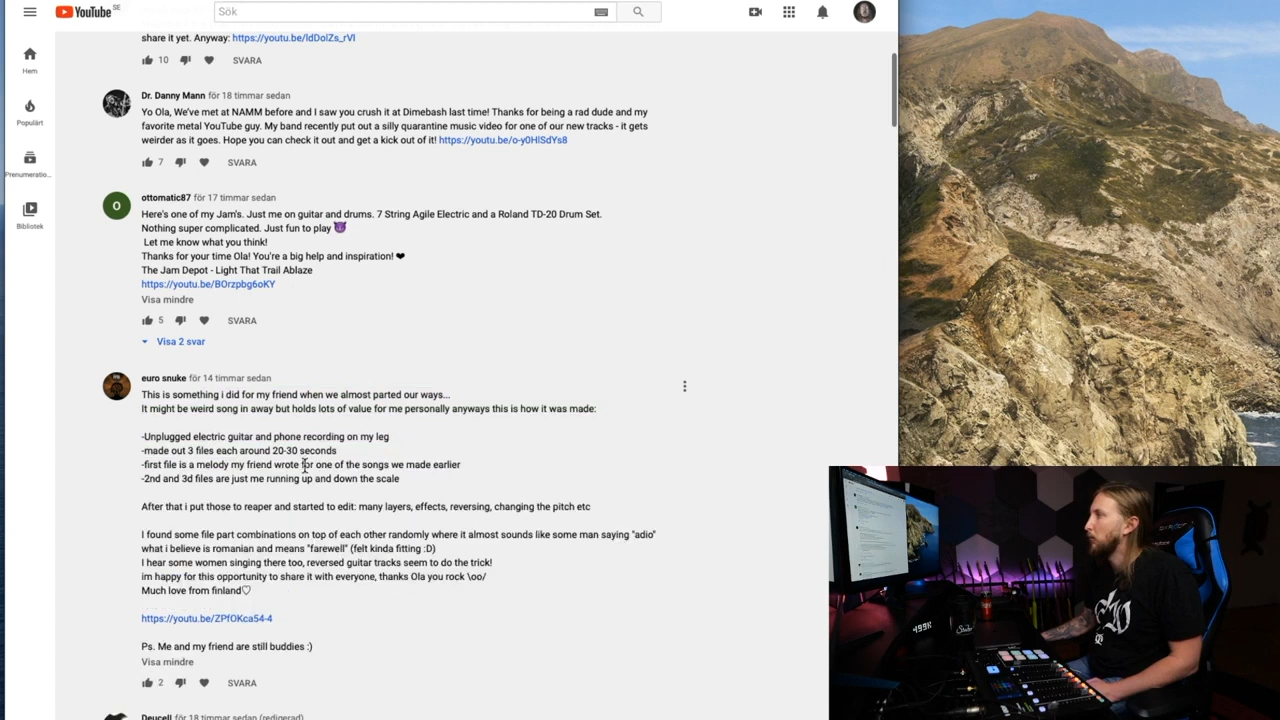 YouTube SE
Sök
Hem
Populärt
Prenumeratio...
Bibliotek
share it yet. Anyway: https://youtu.be/ldDolZs_rVI
10 SVARA
Dr. Danny Mann för 18 timmar sedan
Yo Ola, We've met at NAMM before and I saw you crush it at Dimebash last time! Thanks for being a rad dude and my
favorite metal YouTube guy. My band recently put out a silly quarantine music video for one of our new tracks - it gets
weirder as it goes. Hope you can check it out and get a kick out of it! https://youtu.be/o-y0HlSdYs8
7 SVARA
O
ottomatic87 för 17 timmar sedan
Here's one of my Jam's. Just me on guitar and drums. 7 String Agile Electric and a Roland TD-20 Drum Set.
Nothing super complicated. Just fun to play 😈
Let me know what you think!
Thanks for your time Ola! You're a big help and inspiration! ❤
The Jam Depot - Light That Trail Ablaze
https://youtu.be/BOrzpbg6oKY
Visa mindre
5 SVARA
Visa 2 svar
euro snuke för 14 timmar sedan
This is something i did for my friend when we almost parted our ways...
It might be weird song in away but holds lots of value for me personally anyways this is how it was made:
-Unplugged electric guitar and phone recording on my leg
-made out 3 files each around 20-30 seconds
-first file is a melody my friend wrote for one of the songs we made earlier
-2nd and 3d files are just me running up and down the scale
After that i put those to reaper and started to edit: many layers, effects, reversing, changing the pitch etc
I found some file part combinations on top of each other randomly where it almost sounds like some man saying "adio"
what i believe is romanian and means "farewell" (felt kinda fitting :D)
I hear some women singing there too, reversed guitar tracks seem to do the trick!
im happy for this opportunity to share it with everyone, thanks Ola you rock \oo/
Much love from finland♡
https://youtu.be/ZPfOKca54-4
Ps. Me and my friend are still buddies :)
Visa mindre
2 SVARA
Deucell för 18 timmar sedan (redigerad)